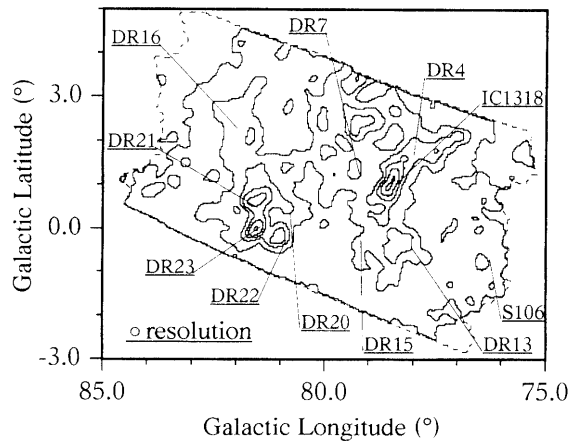 DR16
DR7
DR4
IC1318
DR21
3.0
0.0
-3.0
Galactic Latitude (°)
DR23
DR22
DR20
DR15
DR13
S106
resolution
85.0
80.0
75.0
Galactic Longitude (°)